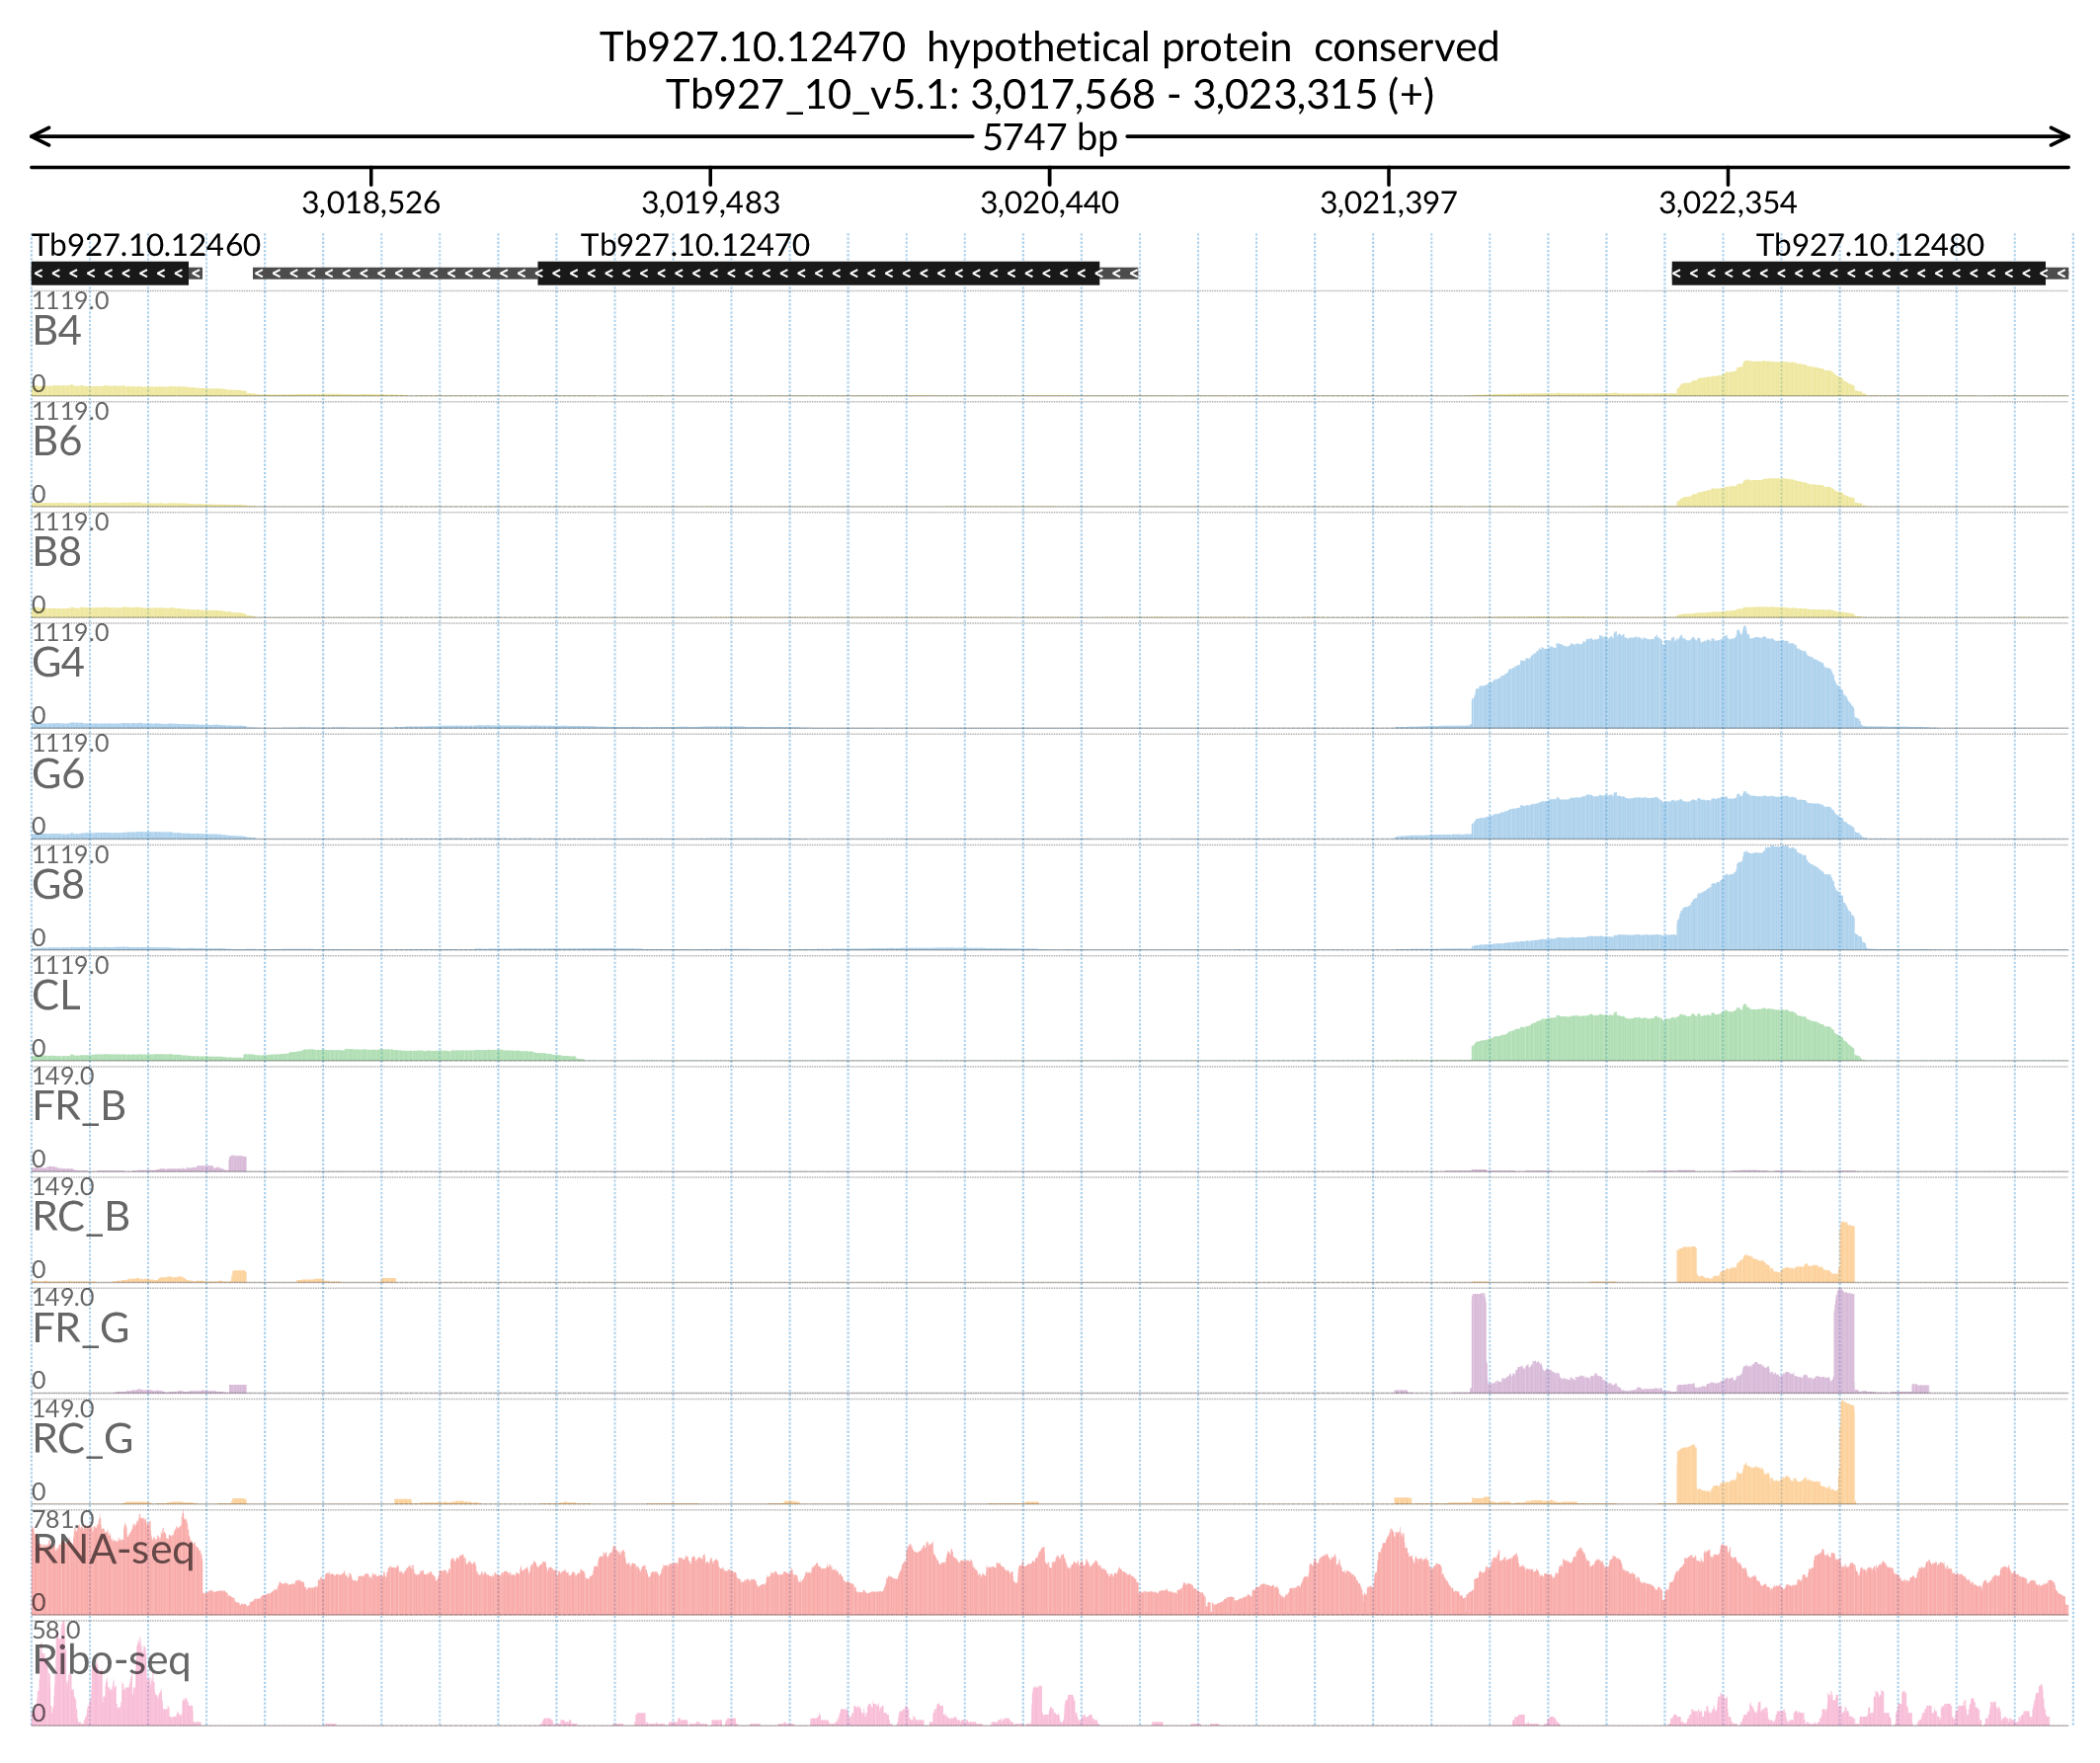 Tb927.10.12470 hypothetical protein conserved
Tb927_10_v5.1: 3,017,568 - 3,023,315 (+)
5747 bp
3,018,526 3,019,483 3,020,440 3,021,397 3,022,354
Tb927.10.12460 Tb927.10.12470 Tb927.10.12480
1119.0
B4
0
1119.0
B6
0
1119.0
B8
0
1119.0
G4
0
1119.0
G6
0
1119.0
G8
0
1119.0
CL
0
149.0
FR_B
0
149.0
RC_B
0
149.0
FR_G
0
149.0
RC_G
0
781.0
RNA-seq
0
58.0
Ribo-seq
0